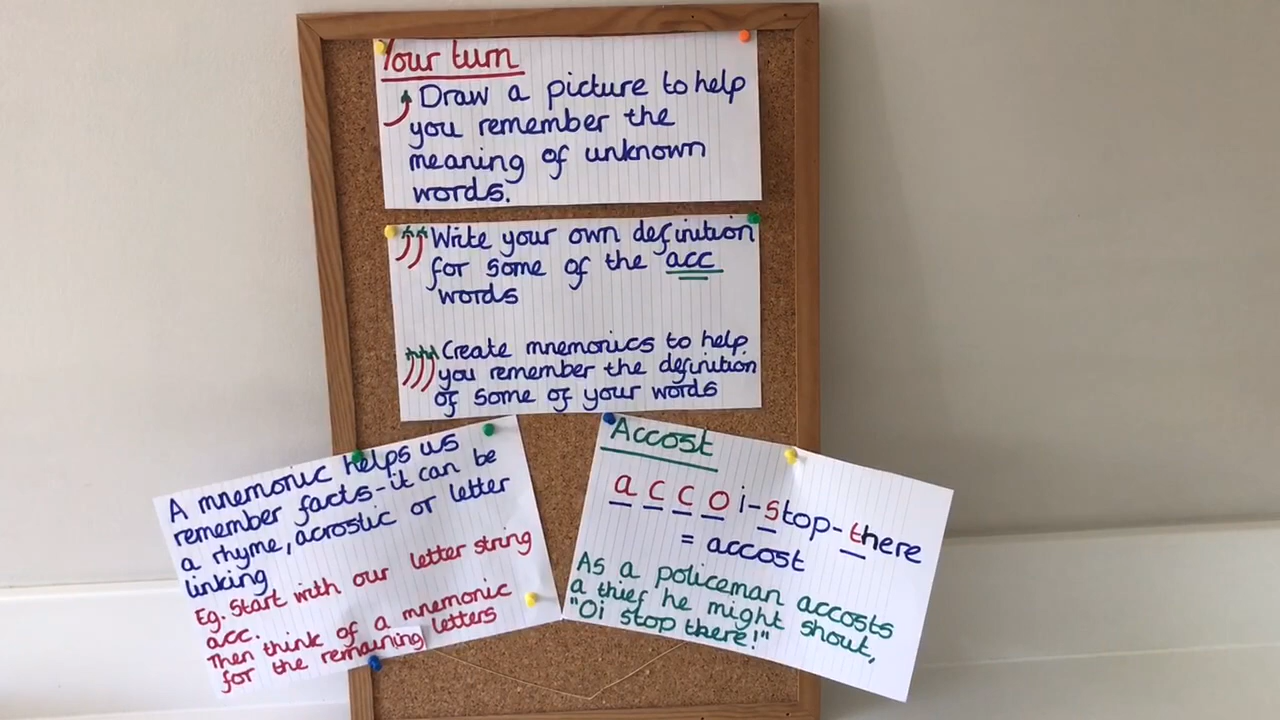 Your turn
Draw a picture to help
you remember the
meaning of unknown
words.
Write your own definition
for some of the acc
words
Create mnemonics to help
you remember the definition
of some of your words
A mnemonic helps us
remember facts - it can be
a rhyme, acrostic or letter
linking
Eg. Start with our letter string
acc.
Then think of a mnemonic
for the remaining letters
Accost
a c c o i-stop-there
= accost
As a policeman accosts
a thief he might shout,
"Oi stop there!"